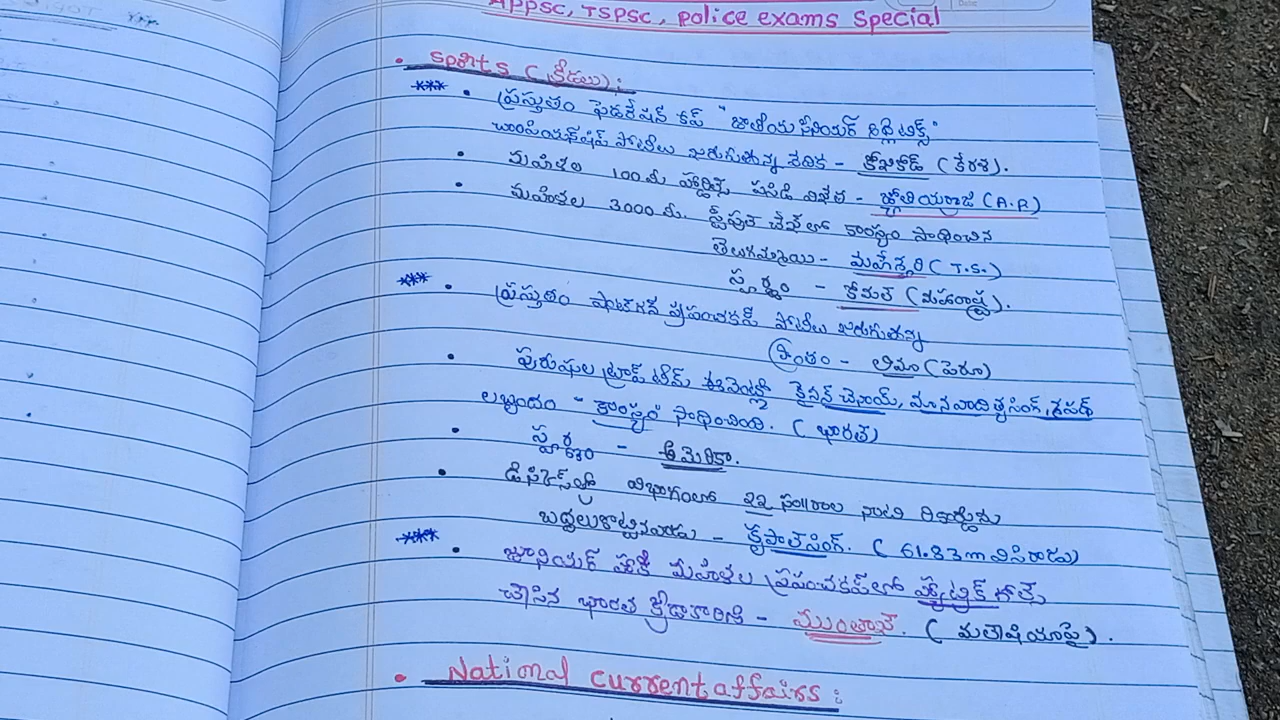 APPSC, TSPSC, police exams special
• Sports (క్రీడలు) :
*** • ప్రస్తుతం ఫెడరేషన్ కప్ "జాతీయ సీనియర్ అథ్లెటిక్స్"
చాంపియన్‌షిప్ పోటీలు జరుగుతున్న వేదిక - కోఖికోడ్ (కేరళ).
• మహిళల 100మీ హర్డిల్స్ పసిడి విజేత - జ్యోతియర్రాజీ (A.P)
• మహిళల 3000 మీ. స్టీపుల్ చేజ్‌లో కాంస్యం సాధించిన
తెలుగమ్మాయి - మహేశ్వరి (T.S.)
స్వర్ణం - కోమల్ (మహారాష్ట్ర).
*** • ప్రస్తుతం షాట్‌గన్ ప్రపంచకప్ పోటీలు జరుగుతున్న
ప్రాంతం - లిమా (పెరూ)
• పురుషుల ట్రాప్ టీమ్ ఈవెంట్లో కైనన్ చెనాయ్, మానవాదిత్యసింగ్,
లబృందం - కాంస్యం సాధించింది. (భారత్)
• స్వర్ణం - అమెరికా.
• డిస్కస్‌త్రో విభాగంలో 22 సం||రాల నాటి రికార్డును
బద్దలుకొట్టినవాడు - కృపాల్‌సింగ్. (61.83m విసిరాడు)
*** • జూనియర్ హాకీ మహిళల ప్రపంచకప్‌లో హ్యాట్రిక్ గోల్స్
చేసిన భారత క్రీడాకారిణి - ముంతాజ్. (మలేషియాపై).
• National current affairs :